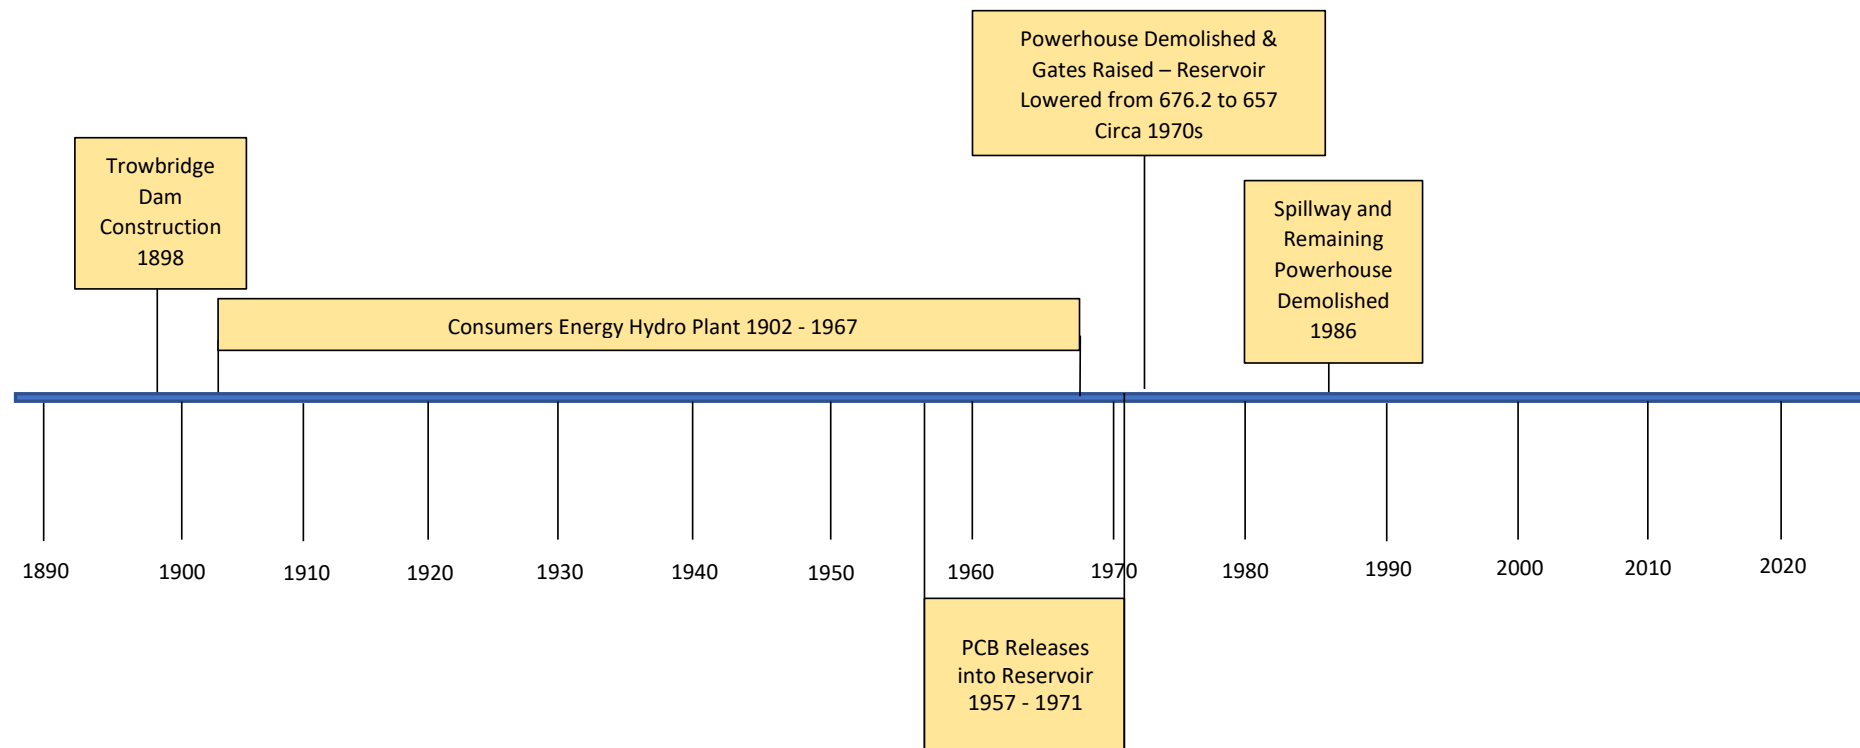 Powerhouse Demolished &
Gates Raised – Reservoir
Lowered from 676.2 to 657
Circa 1970s
Trowbridge
Dam
Construction
1898
Spillway and
Remaining
Powerhouse
Demolished
1986
Consumers Energy Hydro Plant 1902 - 1967
1890 1900 1910 1920 1930 1940 1950 1960 1970 1980 1990 2000 2010 2020
PCB Releases
into Reservoir
1957 - 1971